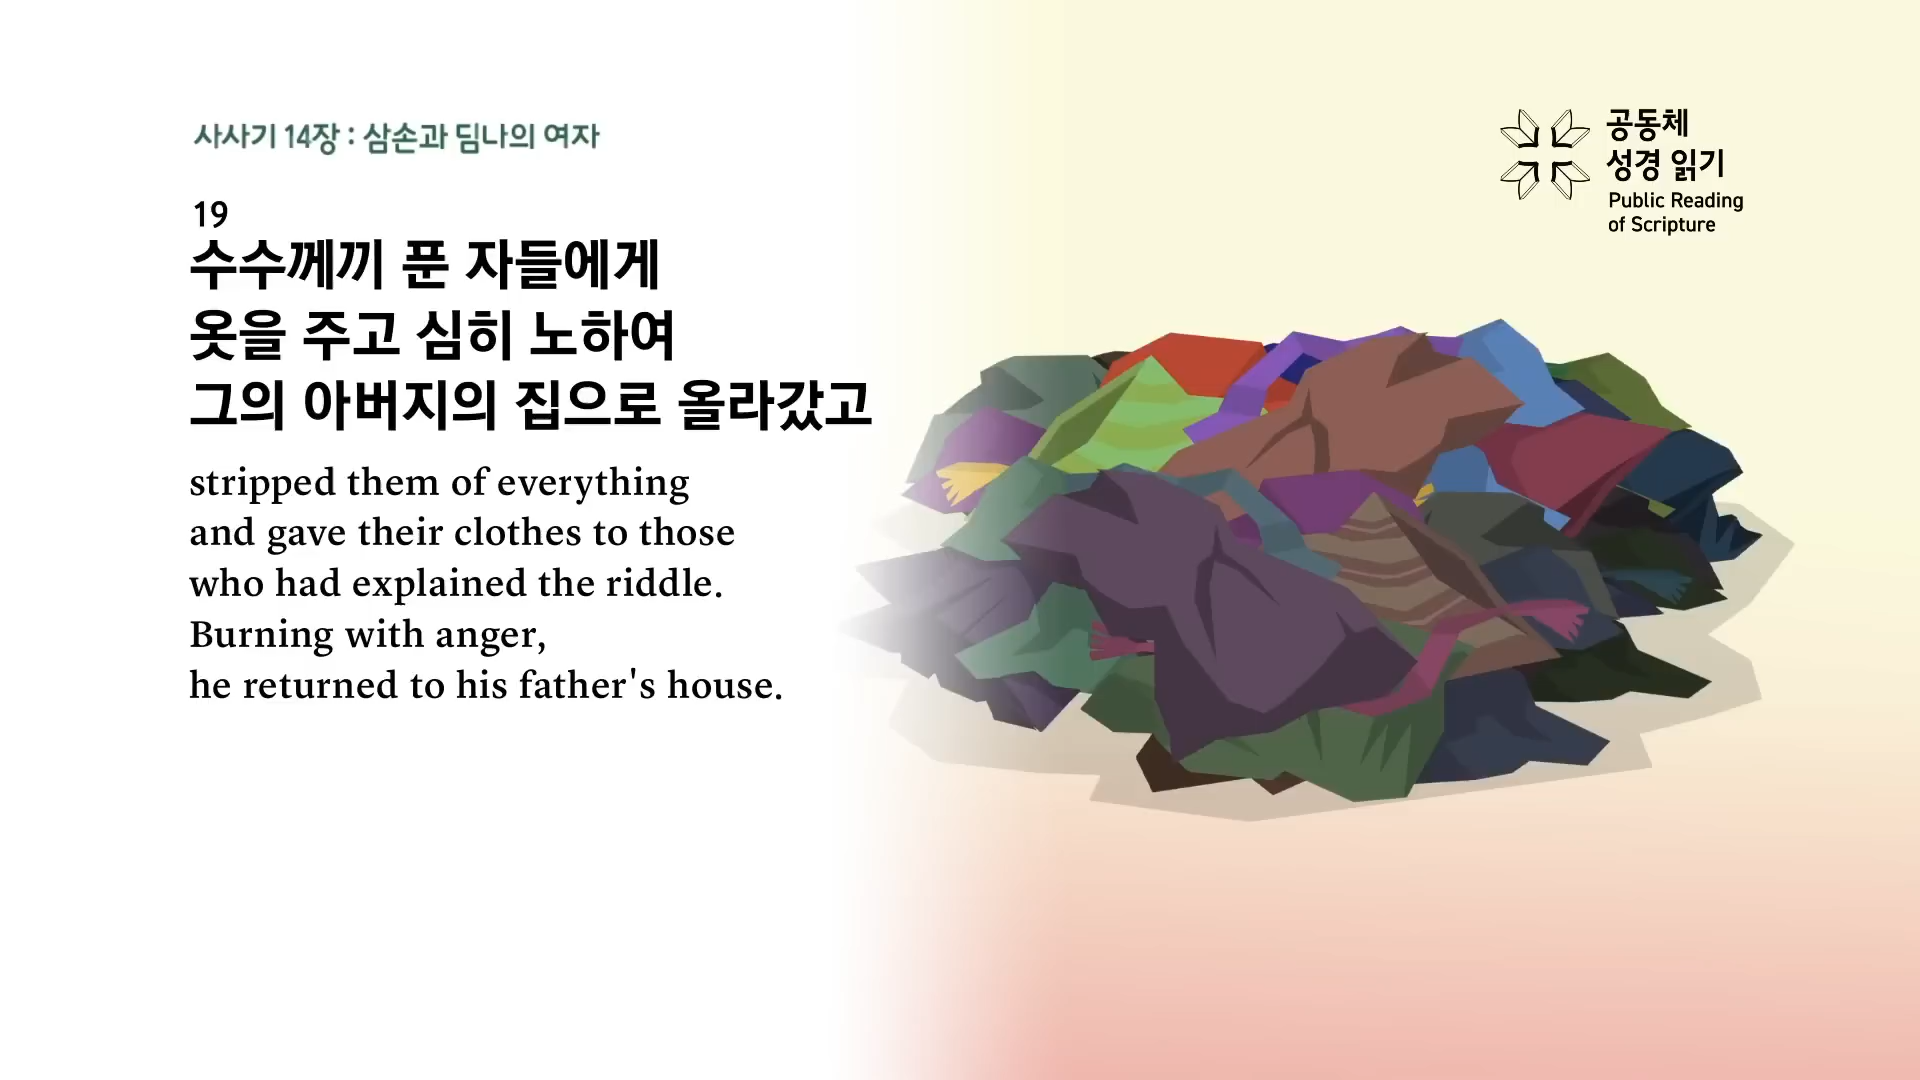 사사기 14장 : 삼손과 딤나의 여자
19
수수께끼 푼 자들에게
옷을 주고 심히 노하여
그의 아버지의 집으로 올라갔고
stripped them of everything
and gave their clothes to those
who had explained the riddle.
Burning with anger,
he returned to his father's house.
공동체
성경 읽기
Public Reading
of Scripture